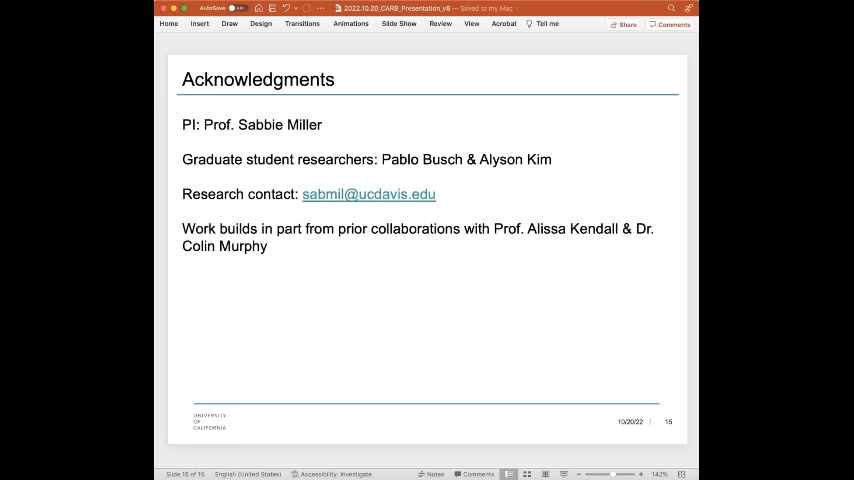 AutoSave OFF 2022.10.20_CARB_Presentation_v8 — Saved to my Mac
Home Insert Draw Design Transitions Animations Slide Show Review View Acrobat Tell me Share Comments
Acknowledgments
PI: Prof. Sabbie Miller
Graduate student researchers: Pablo Busch & Alyson Kim
Research contact: sabmil@ucdavis.edu
Work builds in part from prior collaborations with Prof. Alissa Kendall & Dr.
Colin Murphy
UNIVERSITY
OF
CALIFORNIA
10/20/22 15
Slide 15 of 15 English (United States) Accessibility: Investigate Notes Comments 142%